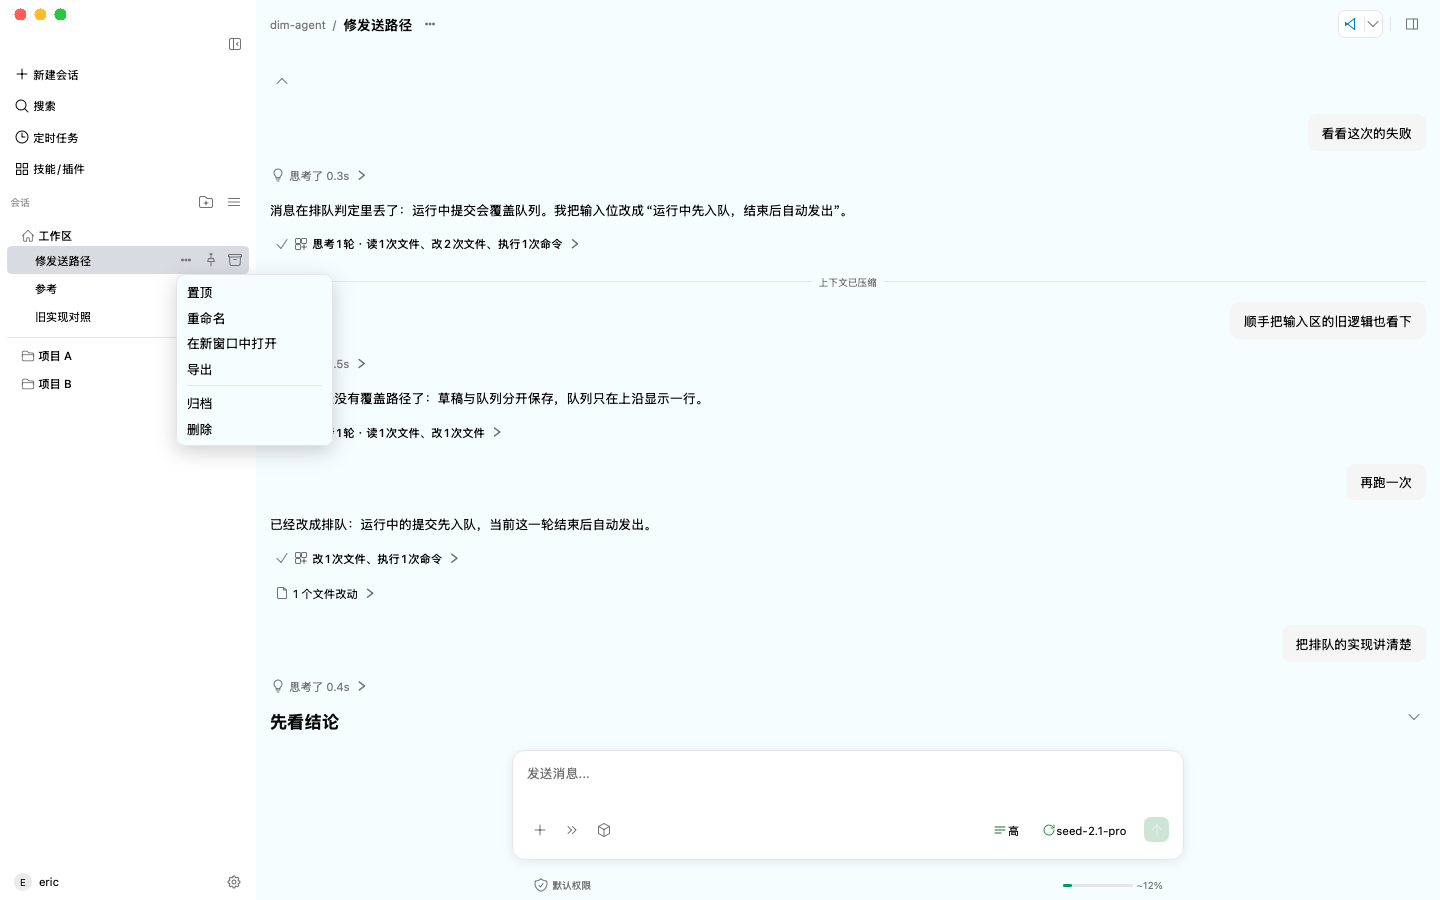 新建会话
搜索
定时任务
技能/插件
会话
工作区
修发送路径
参考
旧实现对照
项目 A
项目 B
置顶
重命名
在新窗口中打开
导出
归档
删除
E eric
dim-agent / 修发送路径
看看这次的失败
思考了 0.3s
消息在排队判定里丢了：运行中提交会覆盖队列。我把输入位改成“运行中先入队，结束后自动发出”。
思考1轮 · 读1次文件、改2次文件、执行1次命令
上下文已压缩
顺手把输入区的旧逻辑也看下
.5s
没有覆盖路径了：草稿与队列分开保存，队列只在上沿显示一行。
1轮 · 读1次文件、改1次文件
再跑一次
已经改成排队：运行中的提交先入队，当前这一轮结束后自动发出。
改1次文件、执行1次命令
1 个文件改动
把排队的实现讲清楚
思考了 0.4s
先看结论
发送消息...
高 seed-2.1-pro
默认权限 ~12%